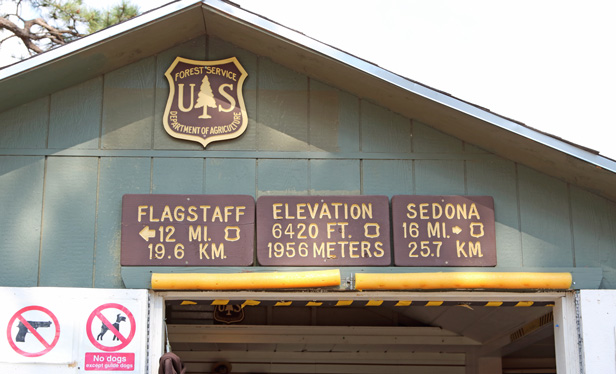 FOREST SERVICE
U S
DEPARTMENT OF AGRICULTURE
FLAGSTAFF
12 MI.
19.6 KM.
ELEVATION
6420 FT.
1956 METERS
SEDONA
16 MI.
25.7 KM.
No dogs
except guide dogs